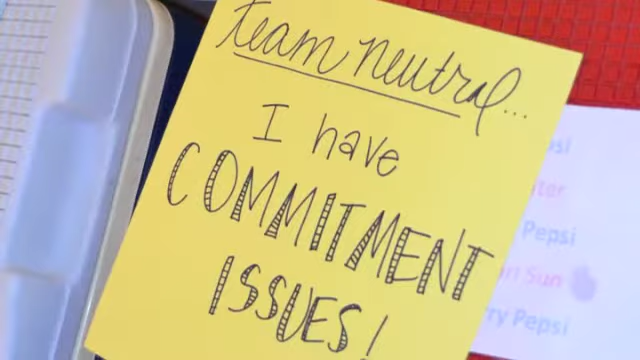 team neutral...
I have
COMMITMENT
ISSUES!
Pepsi
Sun
Pepsi